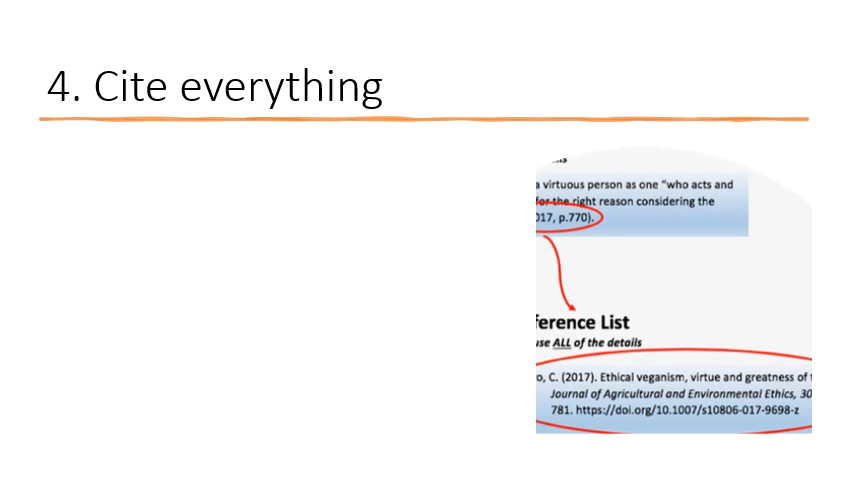 4. Cite everything
a virtuous person as one “who acts and
for the right reason considering the
017, p.770).
ference List
use ALL of the details
o, C. (2017). Ethical veganism, virtue and greatness of
Journal of Agricultural and Environmental Ethics, 30
781. https://doi.org/10.1007/s10806-017-9698-z